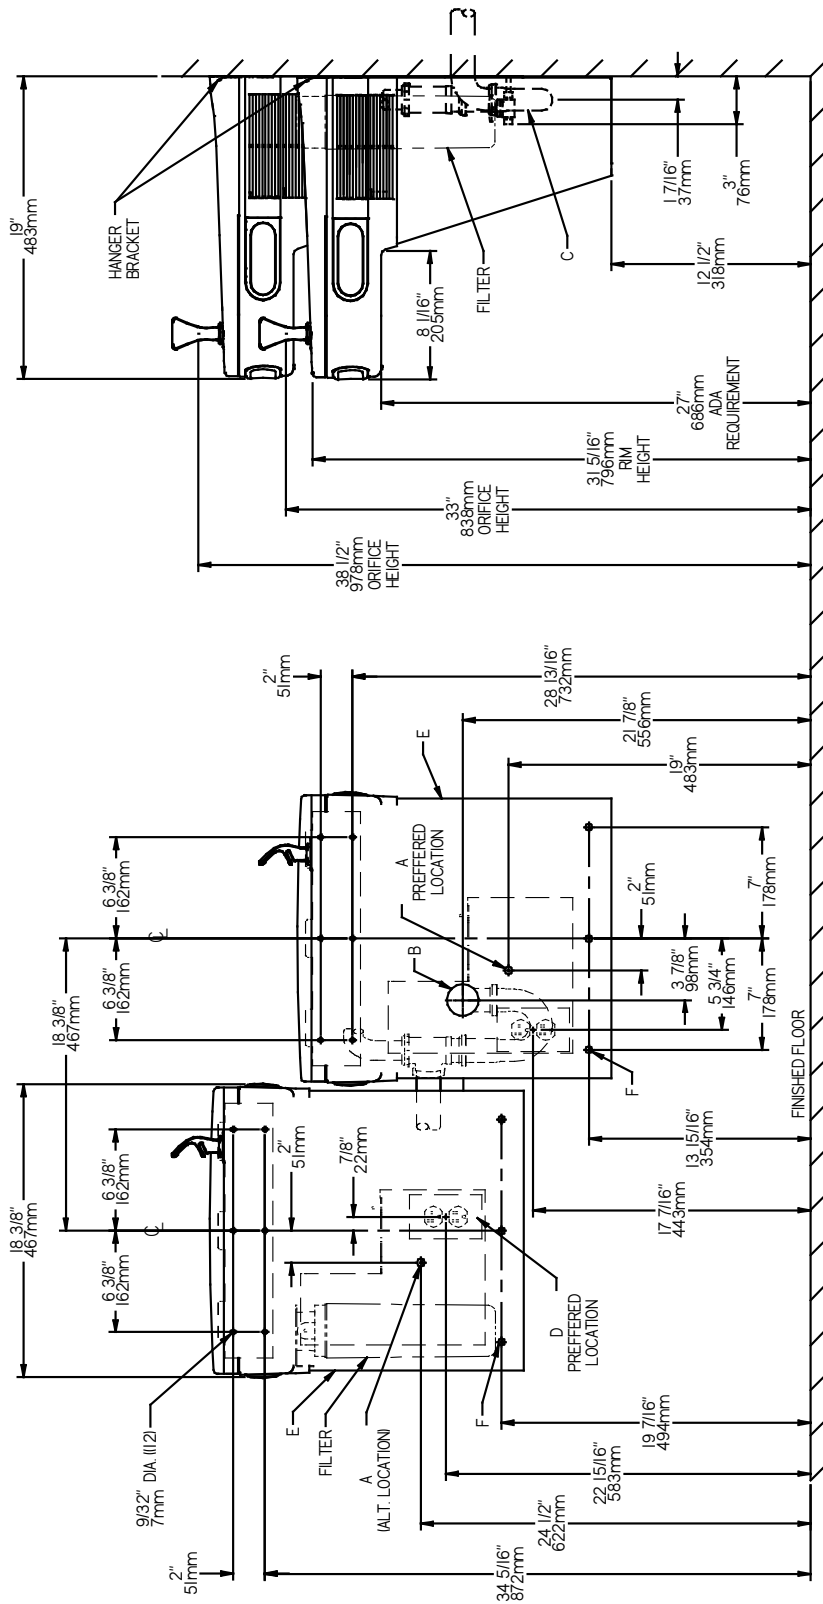 18 3/8"
467mm
18 3/8"
467mm
6 3/8"
162mm
6 3/8"
162mm
6 3/8"
162mm
6 3/8"
162mm
℄
℄
9/32" DIA. (12)
7mm
2"
51mm
34 5/16"
872mm
2"
51mm
7/8"
22mm
E
FILTER
A
(ALT. LOCATION)
F
D
PREFFERED
LOCATION
24 1/2"
622mm
22 15/16"
583mm
19 7/16"
494mm
2"
51mm
A
PREFFERED
LOCATION
B
E
F
28 13/16"
732mm
21 7/8"
556mm
19"
483mm
2"
51mm
3 7/8"
98mm
5 3/4"
146mm
7"
178mm
7"
178mm
17 7/16"
443mm
13 15/16"
354mm
FINISHED FLOOR
19"
483mm
HANGER
BRACKET
8 1/16"
205mm
FILTER
C
38 1/2"
978mm
ORIFICE
HEIGHT
33"
838mm
ORIFICE
HEIGHT
31 5/16"
796mm
RIM
HEIGHT
27"
686mm
ADA
REQUIREMENT
12 1/2"
318mm
1 7/16"
37mm
3"
76mm